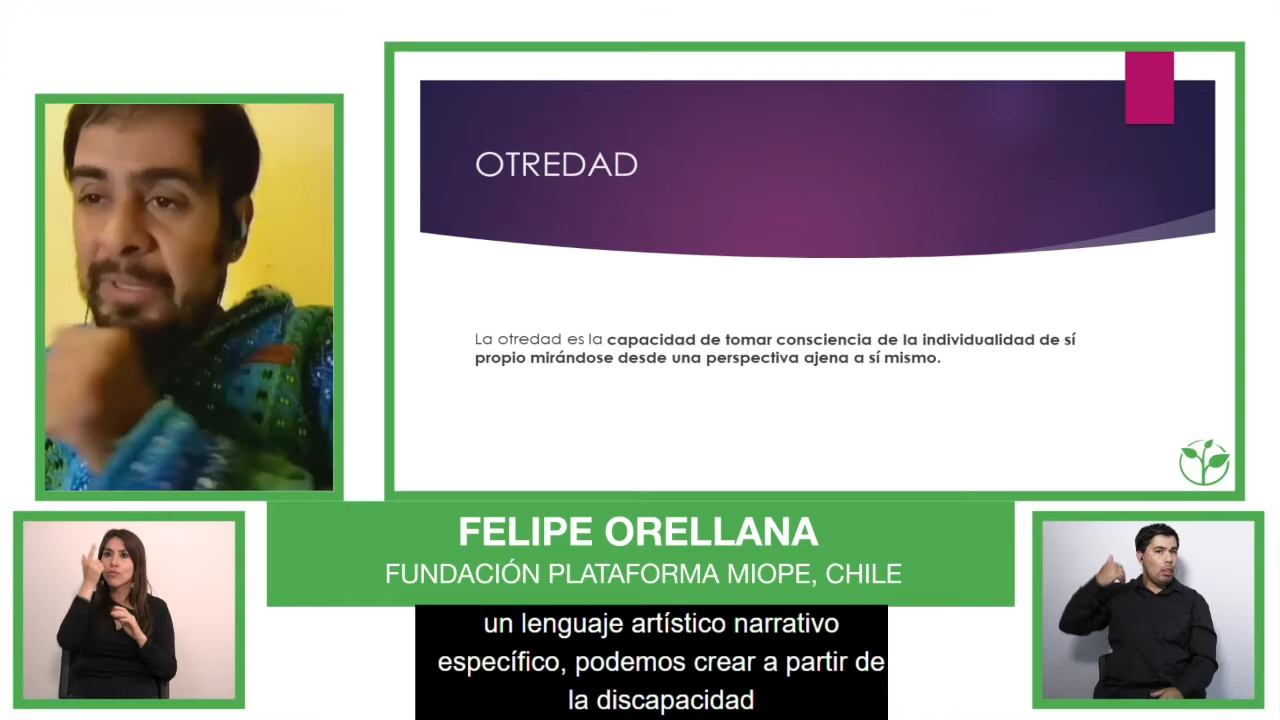 OTREDAD
La otredad es la capacidad de tomar consciencia de la individualidad de sí
propio mirándose desde una perspectiva ajena a sí mismo.
FELIPE ORELLANA
FUNDACIÓN PLATAFORMA MIOPE, CHILE
un lenguaje artístico narrativo
específico, podemos crear a partir de
la discapacidad